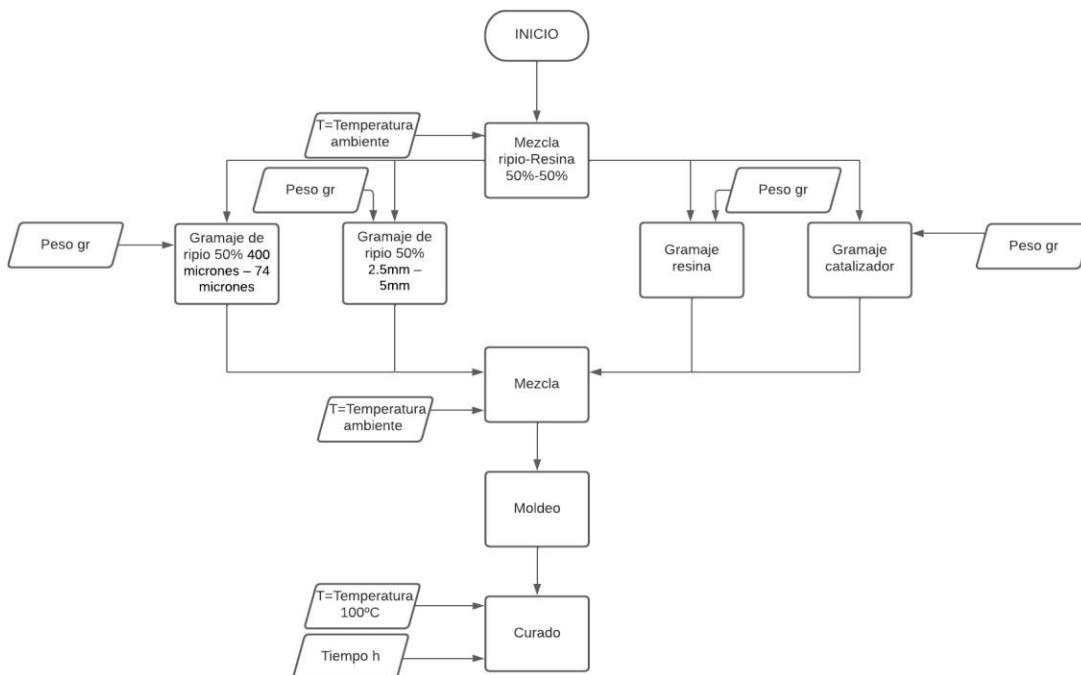 INICIO
T=Temperatura
ambiente
Mezcla
ripio-Resina
50%-50%
Peso gr
Peso gr
Peso gr
Gramaje de
ripio 50% 400
micrones – 74
micrones
Gramaje de
ripio 50%
2.5mm –
5mm
Gramaje
resina
Gramaje
catalizador
Peso gr
Mezcla
T=Temperatura
ambiente
Moldeo
T=Temperatura
100ºC
Curado
Tiempo h